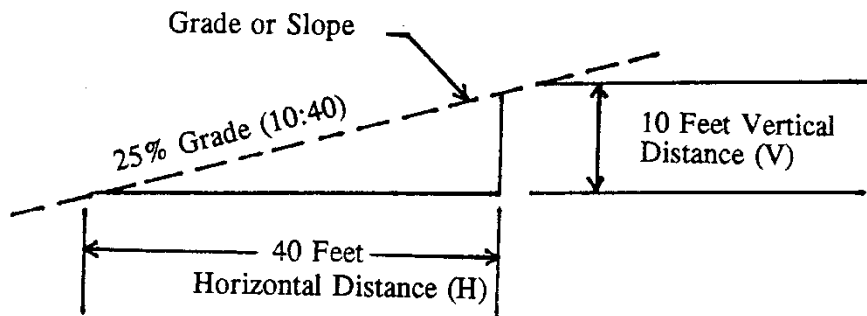 Grade or Slope
25% Grade (10:40)
10 Feet Vertical
Distance (V)
40 Feet
Horizontal Distance (H)